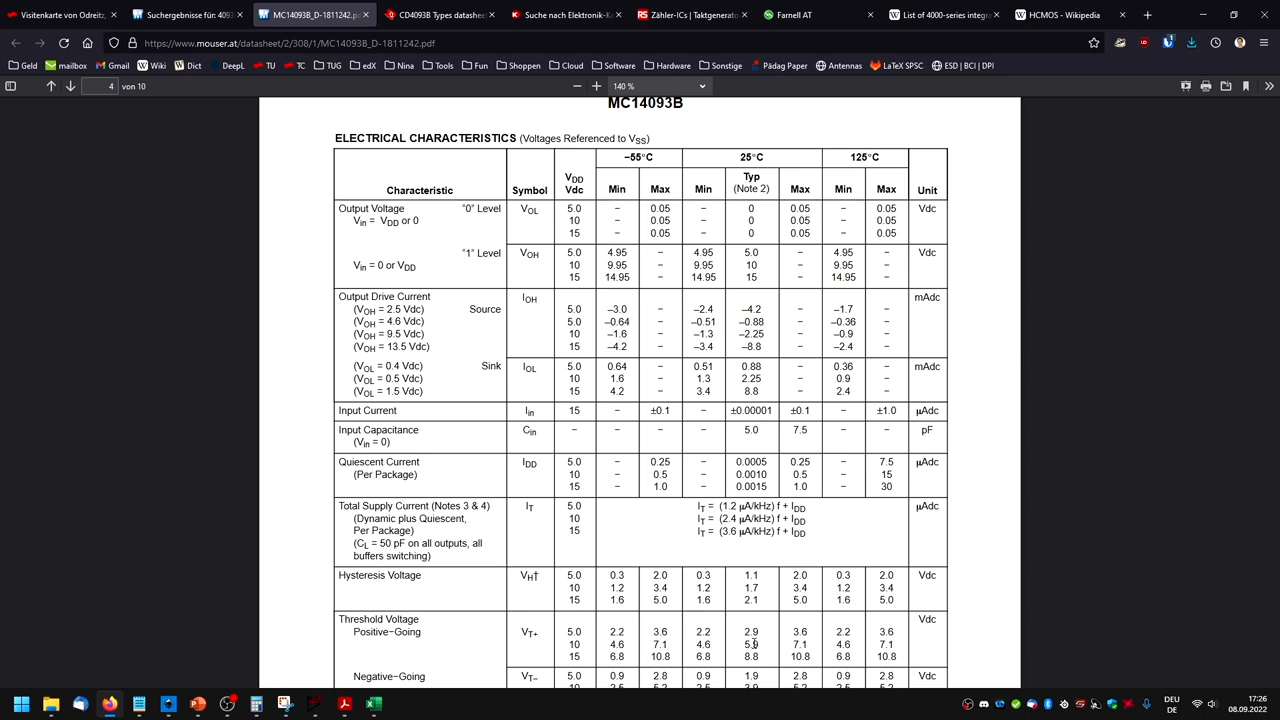 Visitenkarte von
Suchergebnisse für: 4093
MC14093B_D-1811242.pdf
CD4093B Types datasheet
Suche nach Elektronik-K
Zähler-ICs | Taktgenerato
Farnell AT
List of 4000-series integra
HCMOS - Wikipedia
https://www.mouser.at/datasheet/2/308/1/MC14093B_D-1811242.pdf
Geld mailbox Gmail Wiki Dict DeepL TU TC TUG edX Nina Tools Fun Shoppen Cloud Software Hardware Sonstige Pädag Paper Antennas LaTeX SPSC ESD | BCI | DPI
4 von 10 140 %
MC14093B
ELECTRICAL CHARACTERISTICS (Voltages Referenced to VSS)
−55°C 25°C 125°C
Characteristic Symbol VDD Vdc Min Max Min Typ (Note 2) Max Min Max Unit
Output Voltage “0” Level VOL 5.0 − 0.05 − 0 0.05 − 0.05 Vdc
Vin = VDD or 0 10 − 0.05 − 0 0.05 − 0.05
15 − 0.05 − 0 0.05 − 0.05
“1” Level VOH 5.0 4.95 − 4.95 5.0 − 4.95 − Vdc
Vin = 0 or VDD 10 9.95 − 9.95 10 − 9.95 −
15 14.95 − 14.95 15 − 14.95 −
Output Drive Current IOH mAdc
(VOH = 2.5 Vdc) Source 5.0 −3.0 − −2.4 −4.2 − −1.7 −
(VOH = 4.6 Vdc) 5.0 −0.64 − −0.51 −0.88 − −0.36 −
(VOH = 9.5 Vdc) 10 −1.6 − −1.3 −2.25 − −0.9 −
(VOH = 13.5 Vdc) 15 −4.2 − −3.4 −8.8 − −2.4 −
(VOL = 0.4 Vdc) Sink IOL 5.0 0.64 − 0.51 0.88 − 0.36 − mAdc
(VOL = 0.5 Vdc) 10 1.6 − 1.3 2.25 − 0.9 −
(VOL = 1.5 Vdc) 15 4.2 − 3.4 8.8 − 2.4 −
Input Current Iin 15 − ±0.1 − ±0.00001 ±0.1 − ±1.0 μAdc
Input Capacitance Cin − − − − 5.0 7.5 − − pF
(Vin = 0)
Quiescent Current IDD 5.0 − 0.25 − 0.0005 0.25 − 7.5 μAdc
(Per Package) 10 − 0.5 − 0.0010 0.5 − 15
15 − 1.0 − 0.0015 1.0 − 30
Total Supply Current (Notes 3 & 4) IT 5.0 IT = (1.2 μA/kHz) f + IDD μAdc
(Dynamic plus Quiescent, 10 IT = (2.4 μA/kHz) f + IDD
Per Package) 15 IT = (3.6 μA/kHz) f + IDD
(CL = 50 pF on all outputs, all
buffers switching)
Hysteresis Voltage VH† 5.0 0.3 2.0 0.3 1.1 2.0 0.3 2.0 Vdc
10 1.2 3.4 1.2 1.7 3.4 1.2 3.4
15 1.6 5.0 1.6 2.1 5.0 1.6 5.0
Threshold Voltage Vdc
Positive−Going VT+ 5.0 2.2 3.6 2.2 2.9 3.6 2.2 3.6
10 4.6 7.1 4.6 5.9 7.1 4.6 7.1
15 6.8 10.8 6.8 8.8 10.8 6.8 10.8
Negative−Going VT− 5.0 0.9 2.8 0.9 1.9 2.8 0.9 2.8 Vdc
DEU
DE
17:26
08.09.2022